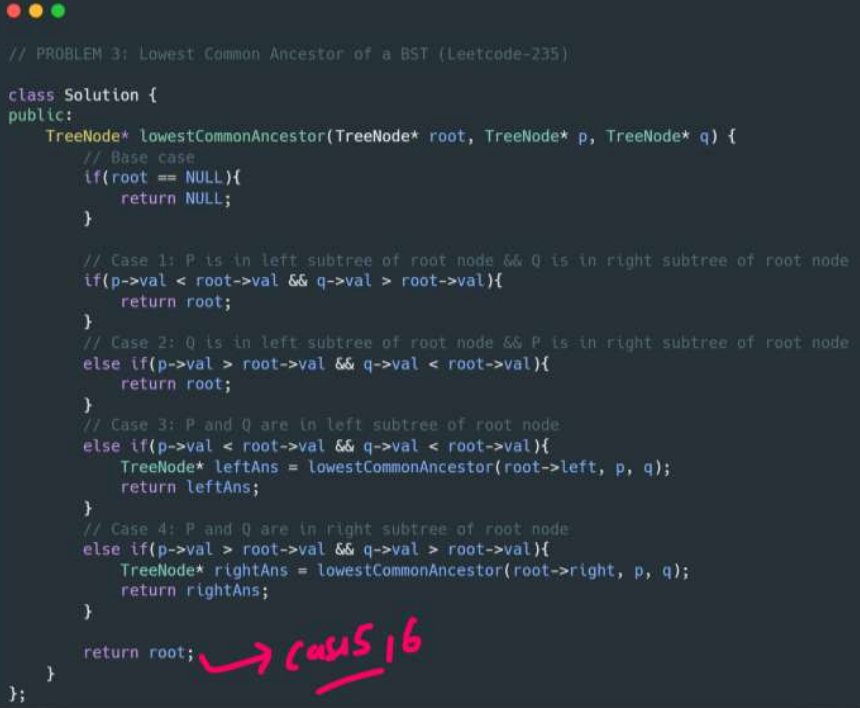 // PROBLEM 3: Lowest Common Ancestor of a BST (Leetcode-235)
class Solution {
public:
    TreeNode* lowestCommonAncestor(TreeNode* root, TreeNode* p, TreeNode* q) {
        // Base case
        if(root == NULL){
            return NULL;
        }
        // Case 1: P is in left subtree of root node && Q is in right subtree of root node
        if(p->val < root->val && q->val > root->val){
            return root;
        }
        // Case 2: Q is in left subtree of root node && P is in right subtree of root node
        else if(p->val > root->val && q->val < root->val){
            return root;
        }
        // Case 3: P and Q are in left subtree of root node
        else if(p->val < root->val && q->val < root->val){
            TreeNode* leftAns = lowestCommonAncestor(root->left, p, q);
            return leftAns;
        }
        // Case 4: P and Q are in right subtree of root node
        else if(p->val > root->val && q->val > root->val){
            TreeNode* rightAns = lowestCommonAncestor(root->right, p, q);
            return rightAns;
        }
        return root; → Case 5, 6
    }
};